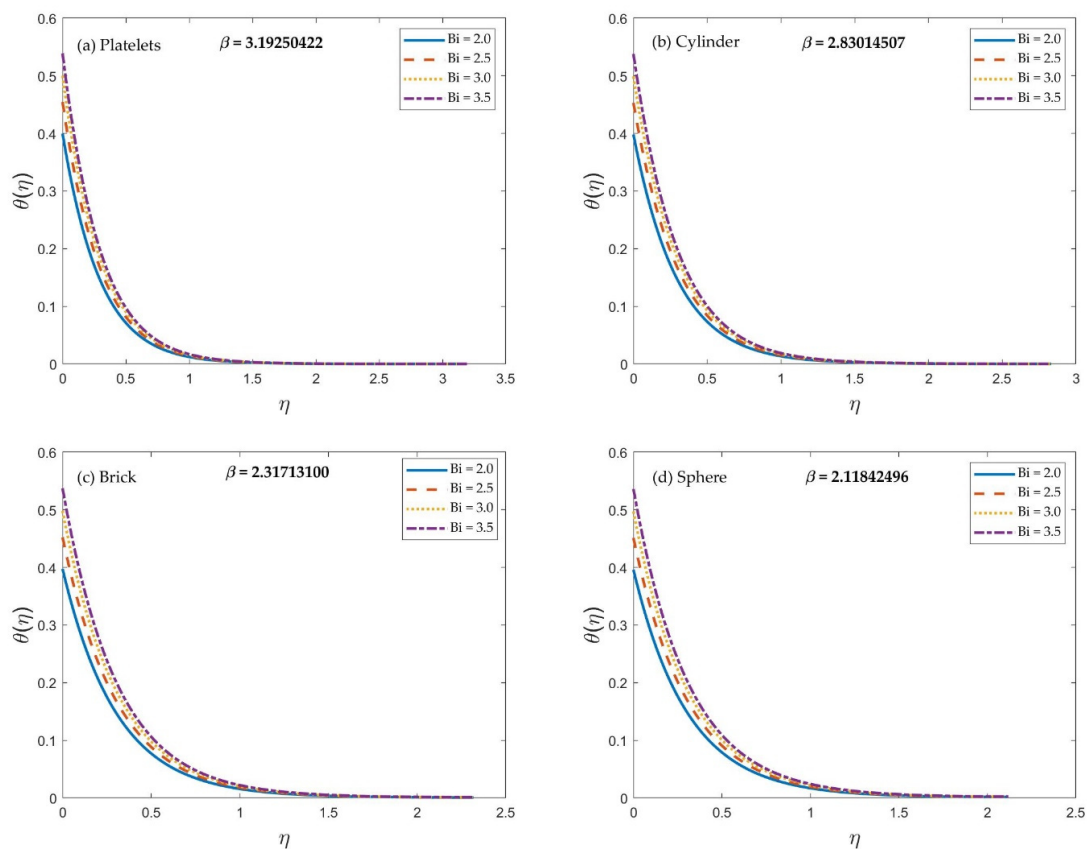 (a) Platelets
β = 3.19250422
Bi = 2.0
Bi = 2.5
Bi = 3.0
Bi = 3.5
0.6
0.5
0.4
0.3
0.2
0.1
0
θ(η)
0 0.5 1 1.5 2 2.5 3 3.5
η
(b) Cylinder
β = 2.83014507
Bi = 2.0
Bi = 2.5
Bi = 3.0
Bi = 3.5
0.6
0.5
0.4
0.3
0.2
0.1
0
θ(η)
0 0.5 1 1.5 2 2.5 3
η
(c) Brick
β = 2.31713100
Bi = 2.0
Bi = 2.5
Bi = 3.0
Bi = 3.5
0.6
0.5
0.4
0.3
0.2
0.1
0
θ(η)
0 0.5 1 1.5 2 2.5
η
(d) Sphere
β = 2.11842496
Bi = 2.0
Bi = 2.5
Bi = 3.0
Bi = 3.5
0.6
0.5
0.4
0.3
0.2
0.1
0
θ(η)
0 0.5 1 1.5 2 2.5
η